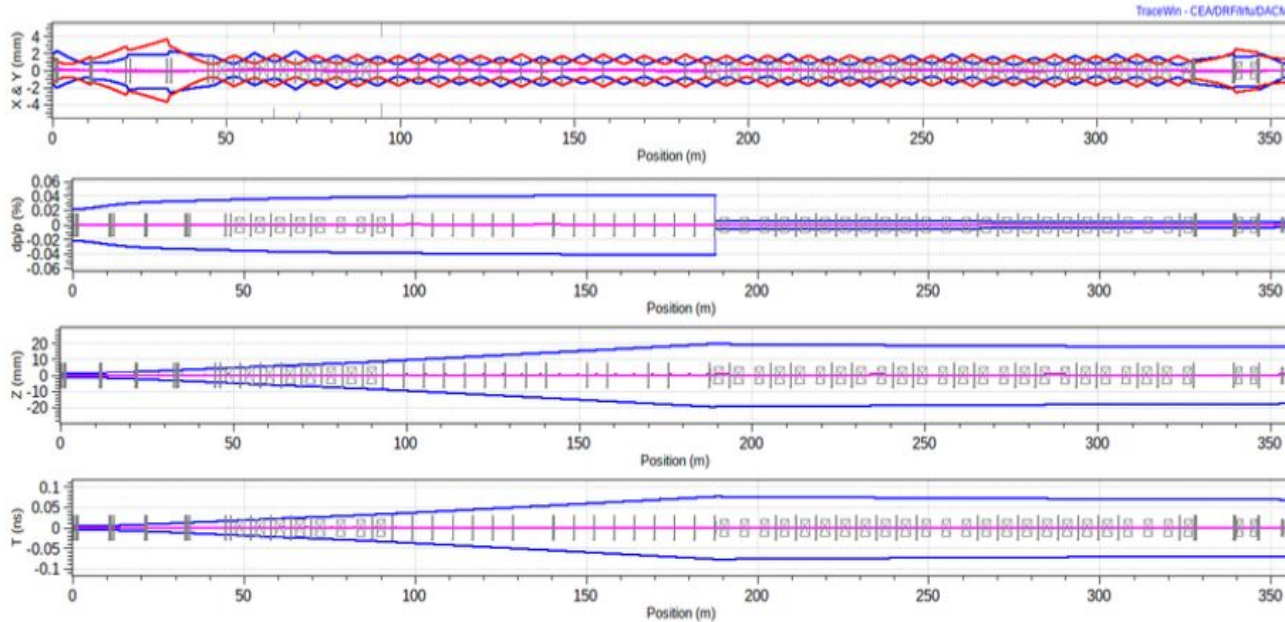 TraceWin - CEA/DRF/Irfu/DACM
X & Y (mm)
4
2
0
-2
-4
0 50 100 150 200 250 300 350
Position (m)
dp/p (%)
0.06
0.04
0.02
0
-0.02
-0.04
-0.06
0 50 100 150 200 250 300 350
Position (m)
Z (mm)
20
10
0
-10
-20
0 50 100 150 200 250 300 350
Position (m)
T (ns)
0.1
0.05
0
-0.05
-0.1
0 50 100 150 200 250 300 350
Position (m)